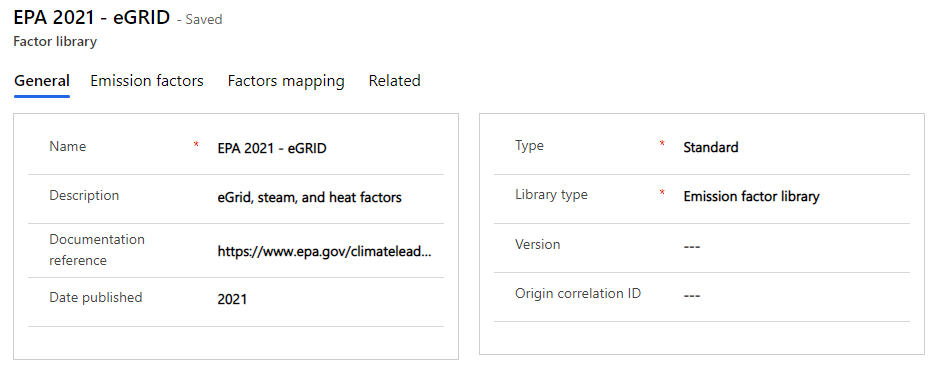 EPA 2021 - eGRID - Saved
Factor library
General Emission factors Factors mapping Related
Name * EPA 2021 - eGRID
Description eGrid, steam, and heat factors
Documentation
reference https://www.epa.gov/climatelead...
Date published 2021
Type * Standard
Library type * Emission factor library
Version ---
Origin correlation ID ---